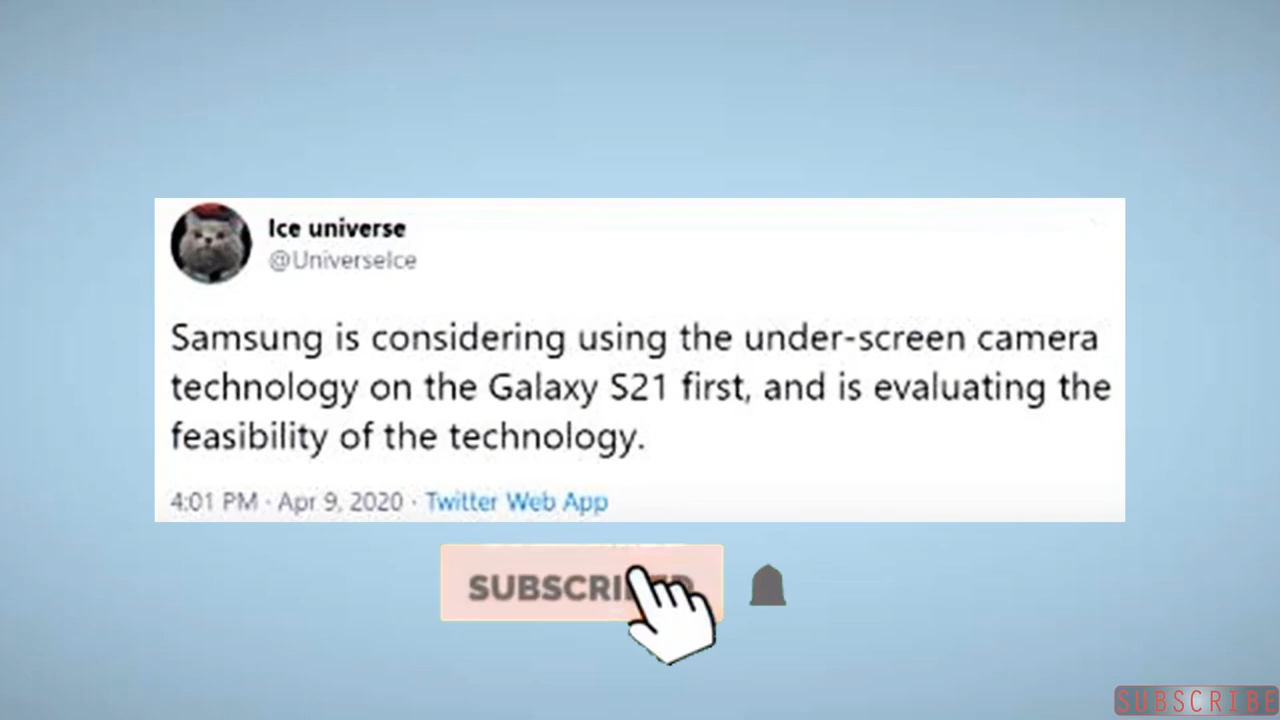 Ice universe
@UniverseIce
Samsung is considering using the under-screen camera
technology on the Galaxy S21 first, and is evaluating the
feasibility of the technology.
4:01 PM · Apr 9, 2020 · Twitter Web App
SUBSCRIBE